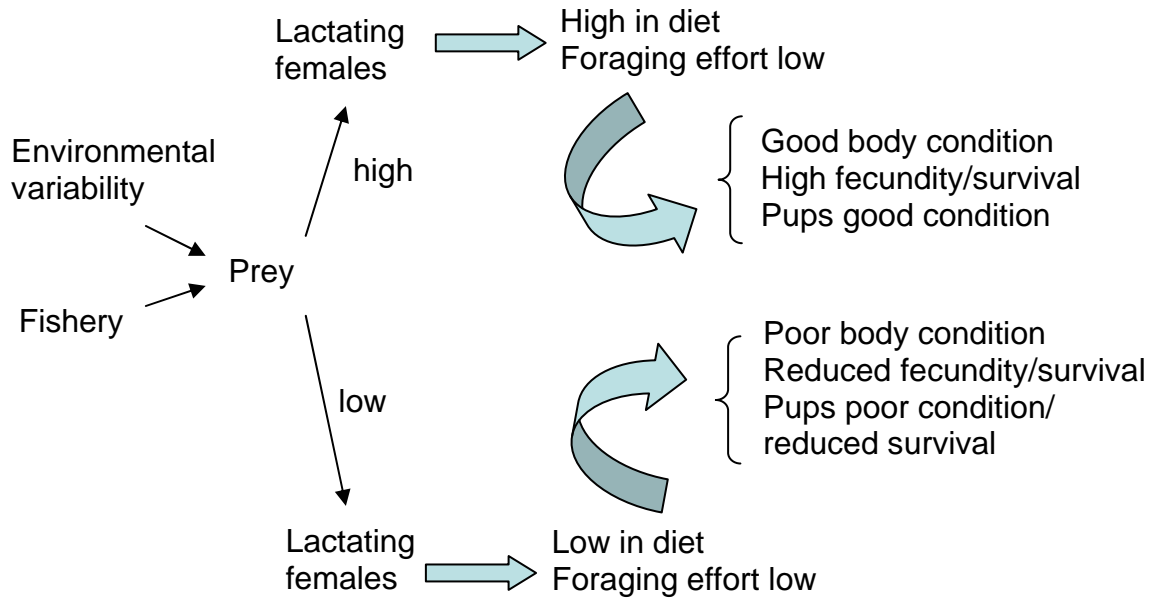 Lactating
females
High in diet
Foraging effort low
Environmental
variability
high
Good body condition
High fecundity/survival
Pups good condition
Prey
Fishery
low
Poor body condition
Reduced fecundity/survival
Pups poor condition/
reduced survival
Lactating
females
Low in diet
Foraging effort low